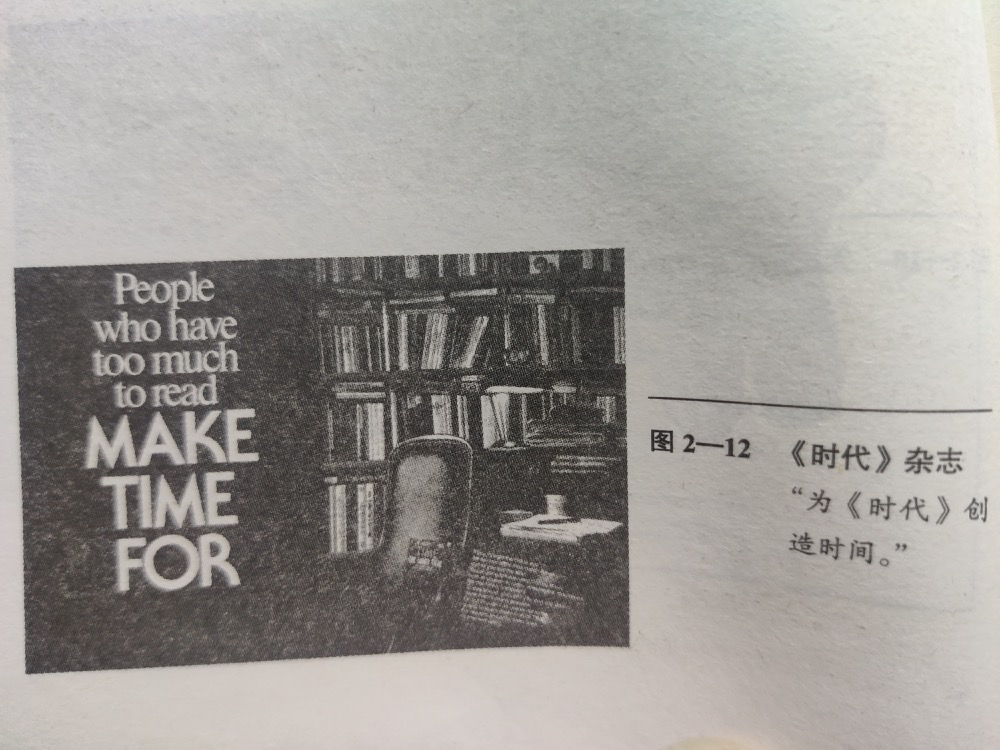 People
who have
too much
to read
MAKE
TIME
FOR
图 2—12 《时代》杂志
“为《时代》创
造时间。”